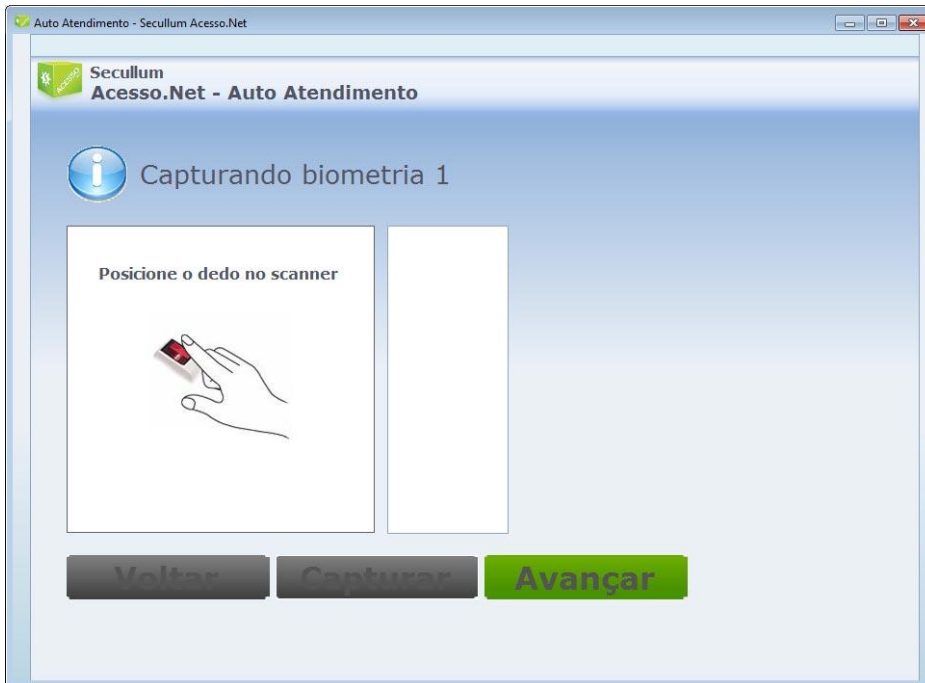 Auto Atendimento - Secullum Acesso.Net
ACESSO
Secullum
Acesso.Net - Auto Atendimento
Capturando biometria 1
Posicione o dedo no scanner
Voltar
Capturar
Avançar